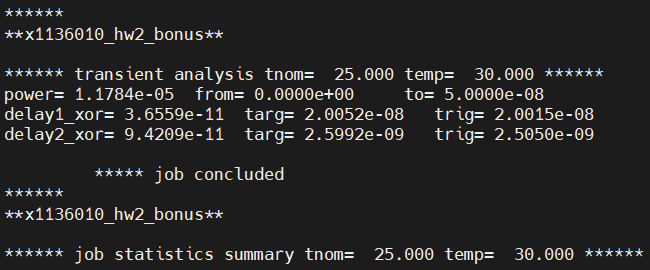 ******
**x1136010_hw2_bonus**
****** transient analysis tnom=  25.000 temp=  30.000 ******
power= 1.1784e-05  from= 0.0000e+00     to= 5.0000e-08
delay1_xor= 3.6559e-11  targ= 2.0052e-08   trig= 2.0015e-08
delay2_xor= 9.4209e-11  targ= 2.5992e-09   trig= 2.5050e-09
***** job concluded
******
**x1136010_hw2_bonus**
****** job statistics summary tnom=  25.000 temp=  30.000 ******